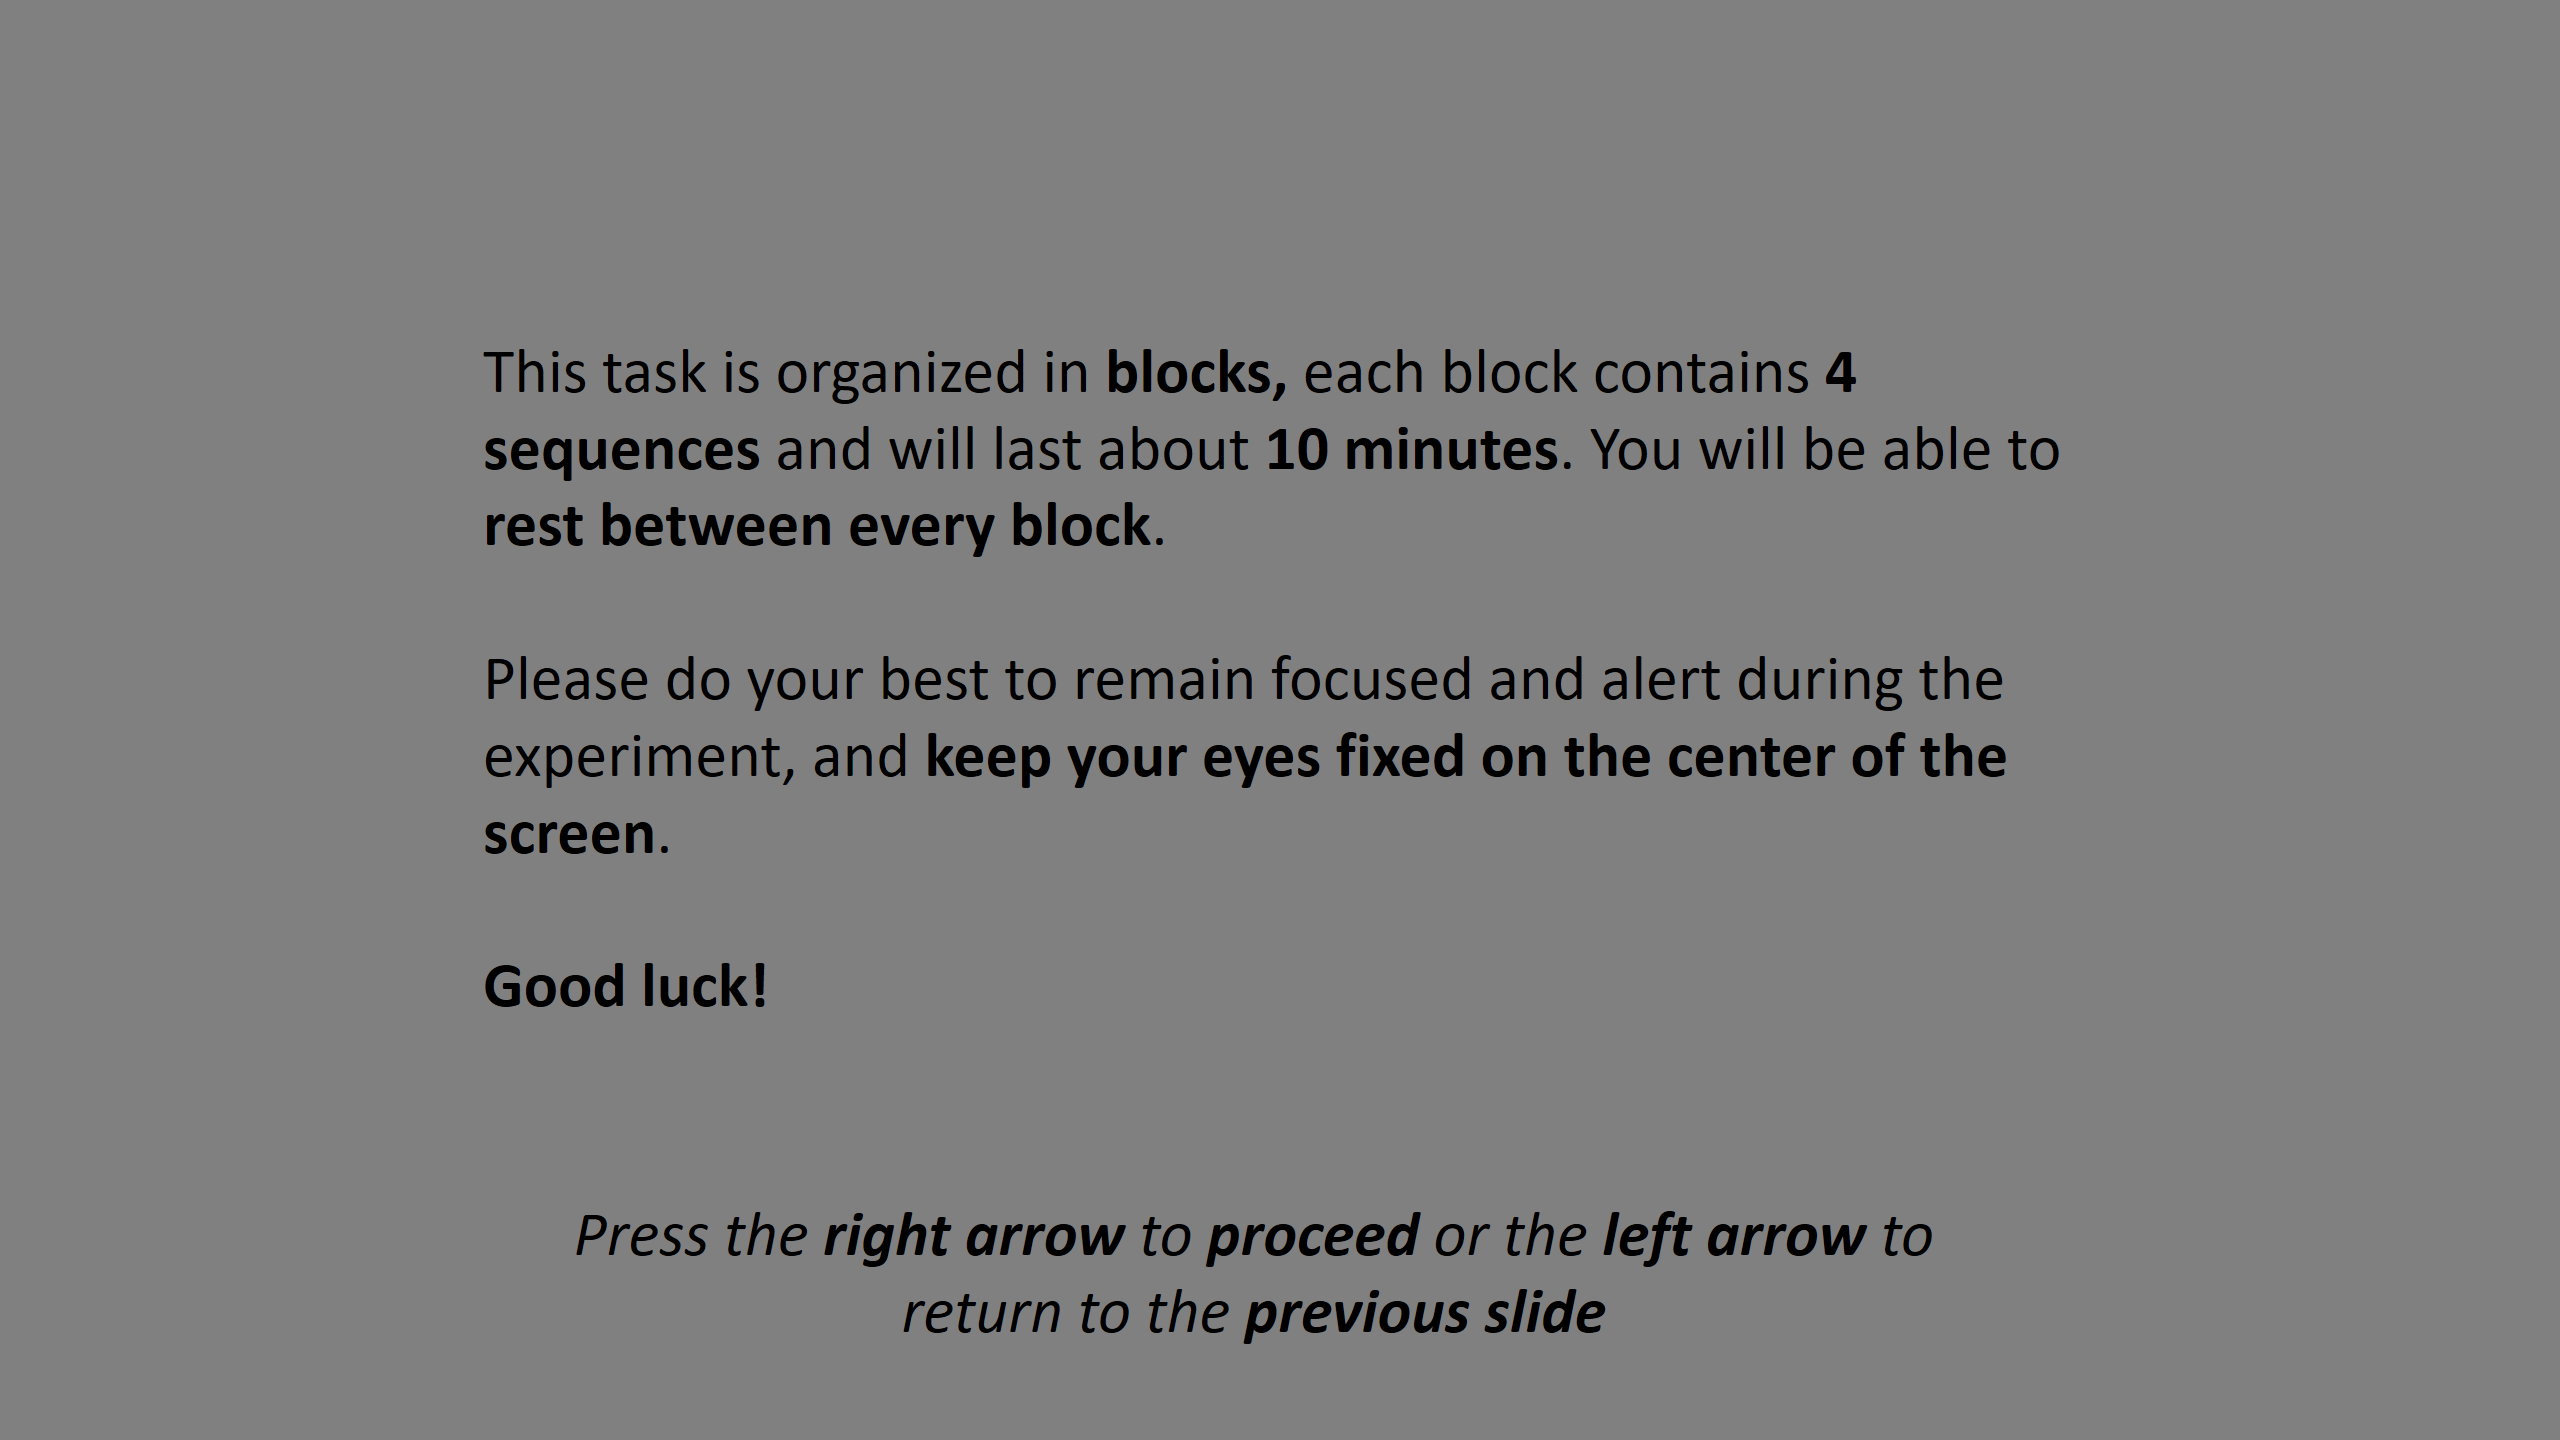 This task is organized in blocks, each block contains 4
sequences and will last about 10 minutes. You will be able to
rest between every block.
Please do your best to remain focused and alert during the
experiment, and keep your eyes fixed on the center of the
screen.
Good luck!
Press the right arrow to proceed or the left arrow to
return to the previous slide